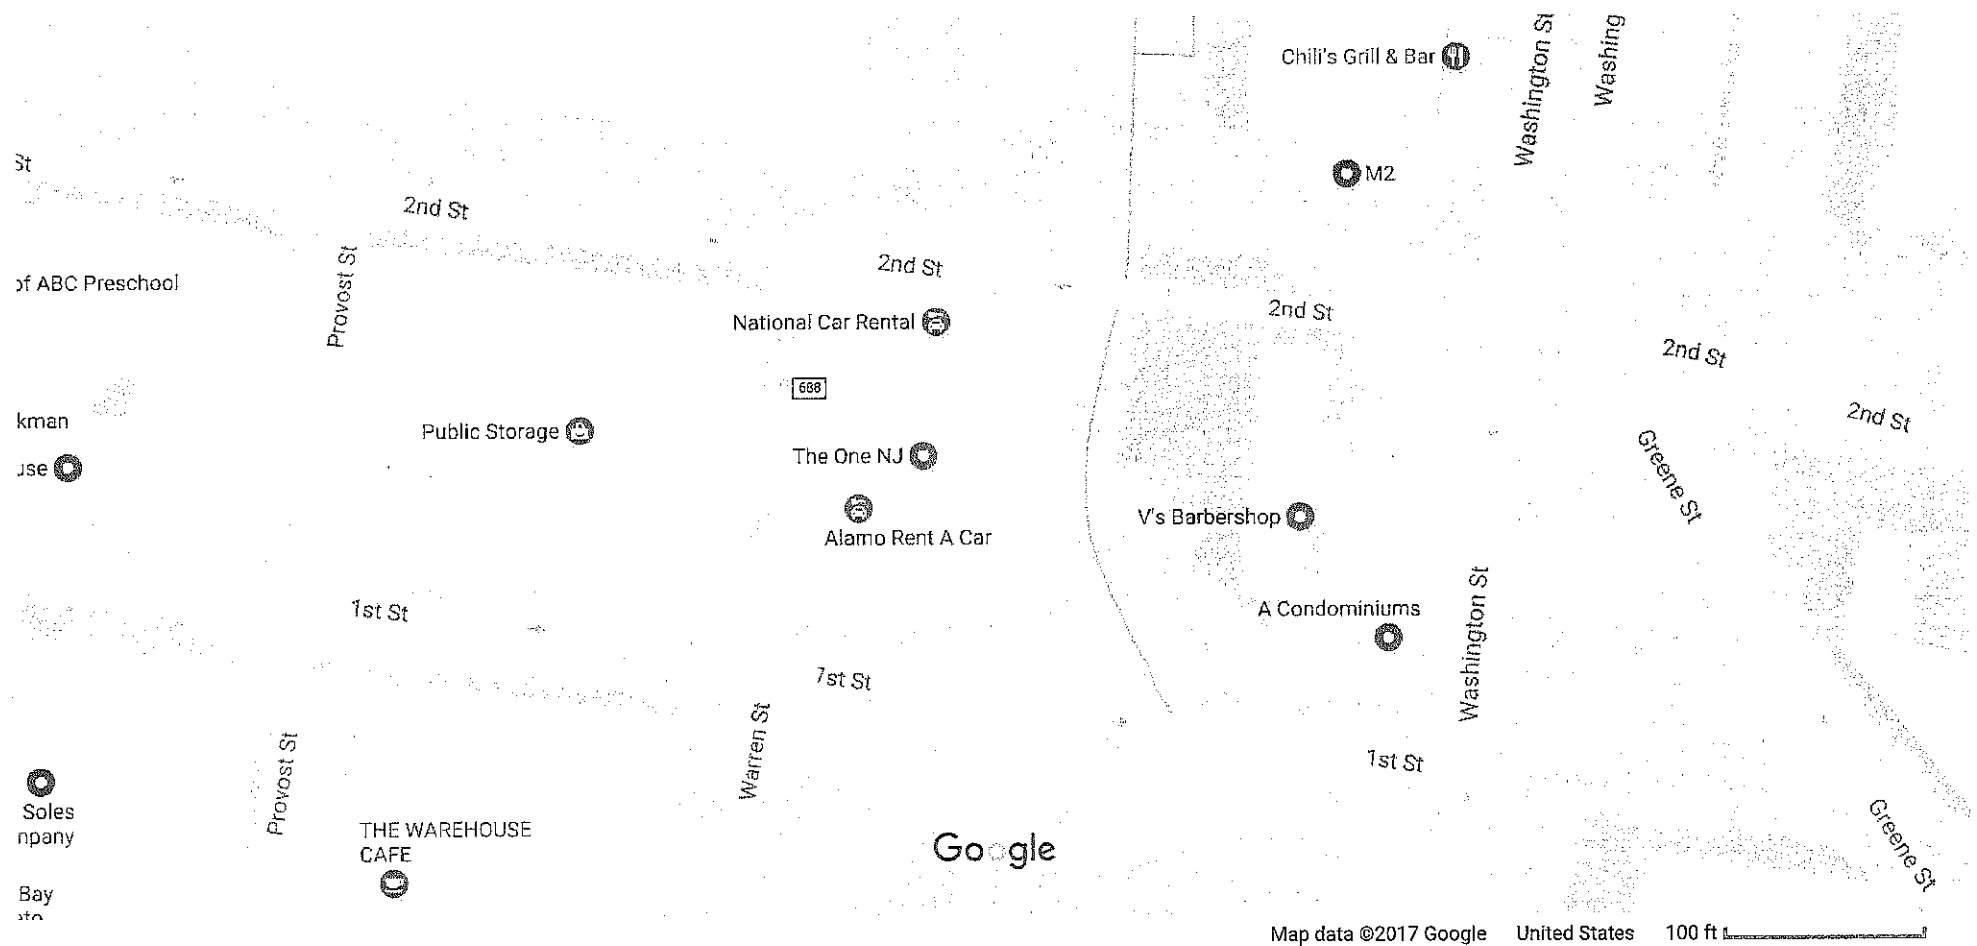 Chili's Grill & Bar
Washington St
Washing
M2
St
2nd St
Provost St
2nd St
of ABC Preschool
2nd St
National Car Rental
2nd St
668
kman
Public Storage
2nd St
Greene St
The One NJ
use
Alamo Rent A Car
V's Barbershop
1st St
A Condominiums
Washington St
1st St
Warren St
Provost St
1st St
Soles
npany
THE WAREHOUSE
CAFE
Google
Greene St
Bay
ato
Map data ©2017 Google United States 100 ft